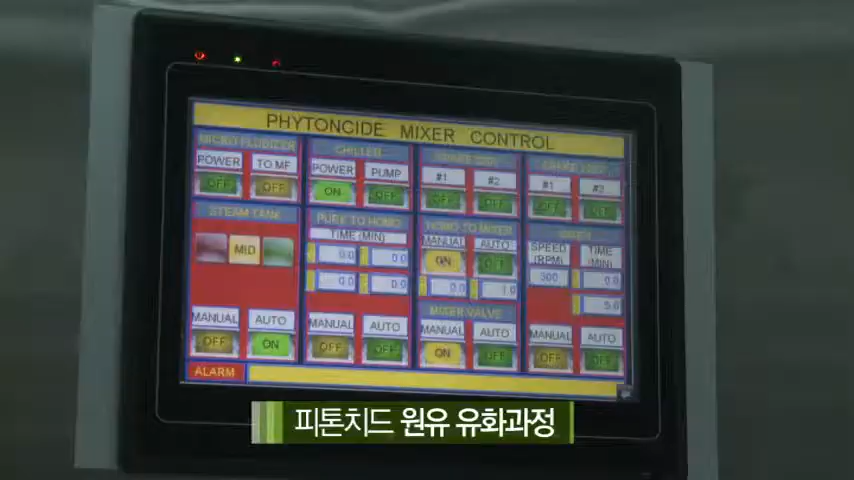 PHYTONCIDE MIXER CONTROL
MICRO FLUDIZER
POWER TO MF
OFF OFF
CHILLER
POWER PUMP
ON OFF
#1 #2
OFF OFF
#1 #2
OFF OFF
STEAM TANK
MID
MANUAL AUTO
OFF ON
PURE TO HOMO
TIME (MIN)
0.0 0.0
0.0 0.0
MANUAL AUTO
OFF OFF
HOMO TO MIXER
MANUAL AUTO
ON OFF
0.0 1.0
MIXER VALVE
MANUAL AUTO
ON OFF
SPEED (RPM) TIME (MIN)
300 0.0
5.0
MANUAL AUTO
OFF OFF
ALARM
피톤치드 원유 유화과정